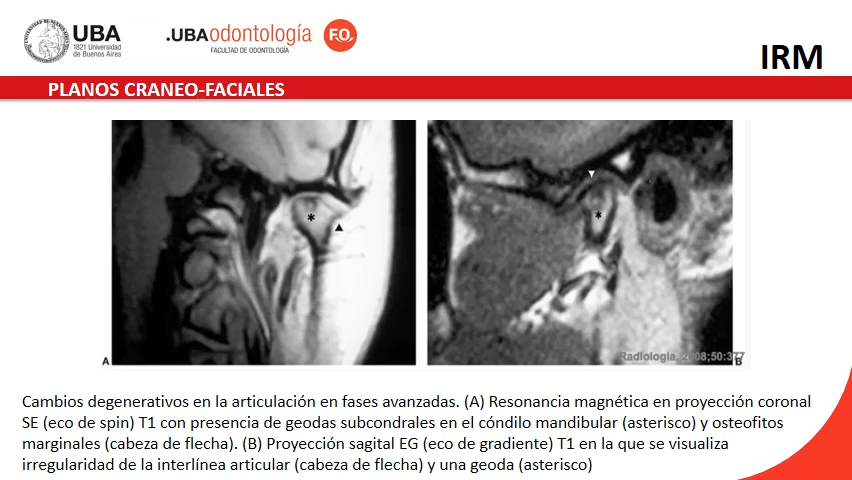 UBA
1821 Universidad
de Buenos Aires
.UBAodontología
FACULTAD DE ODONTOLOGÍA
F.O.
IRM
PLANOS CRANEO-FACIALES
*
*
A
B
Cambios degenerativos en la articulación en fases avanzadas. (A) Resonancia magnética en proyección coronal
SE (eco de spin) T1 con presencia de geodas subcondrales en el cóndilo mandibular (asterisco) y osteofitos
marginales (cabeza de flecha). (B) Proyección sagital EG (eco de gradiente) T1 en la que se visualiza
irregularidad de la interlínea articular (cabeza de flecha) y una geoda (asterisco)